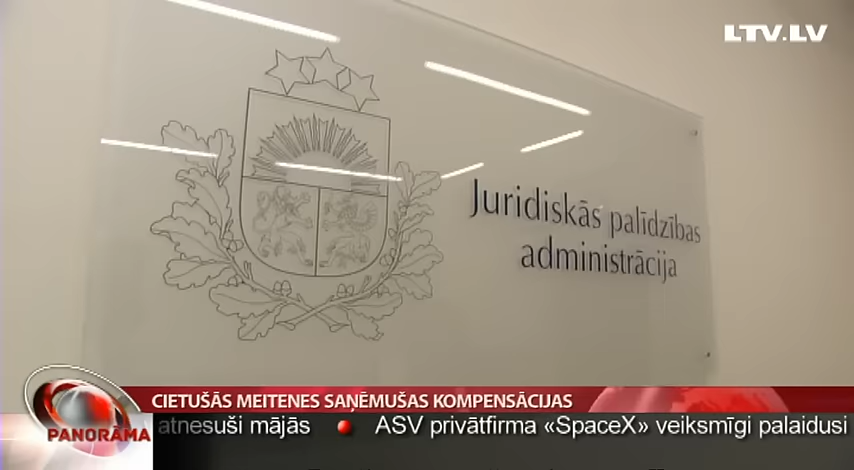 LTV.LV
Juridiskās palīdzības
administrācija
CIETUŠĀS MEITENES SAŅĒMUŠAS KOMPENSĀCIJAS
PANORĀMA
atnesuši mājās • ASV privātfirma «SpaceX» veiksmīgi palaidusi